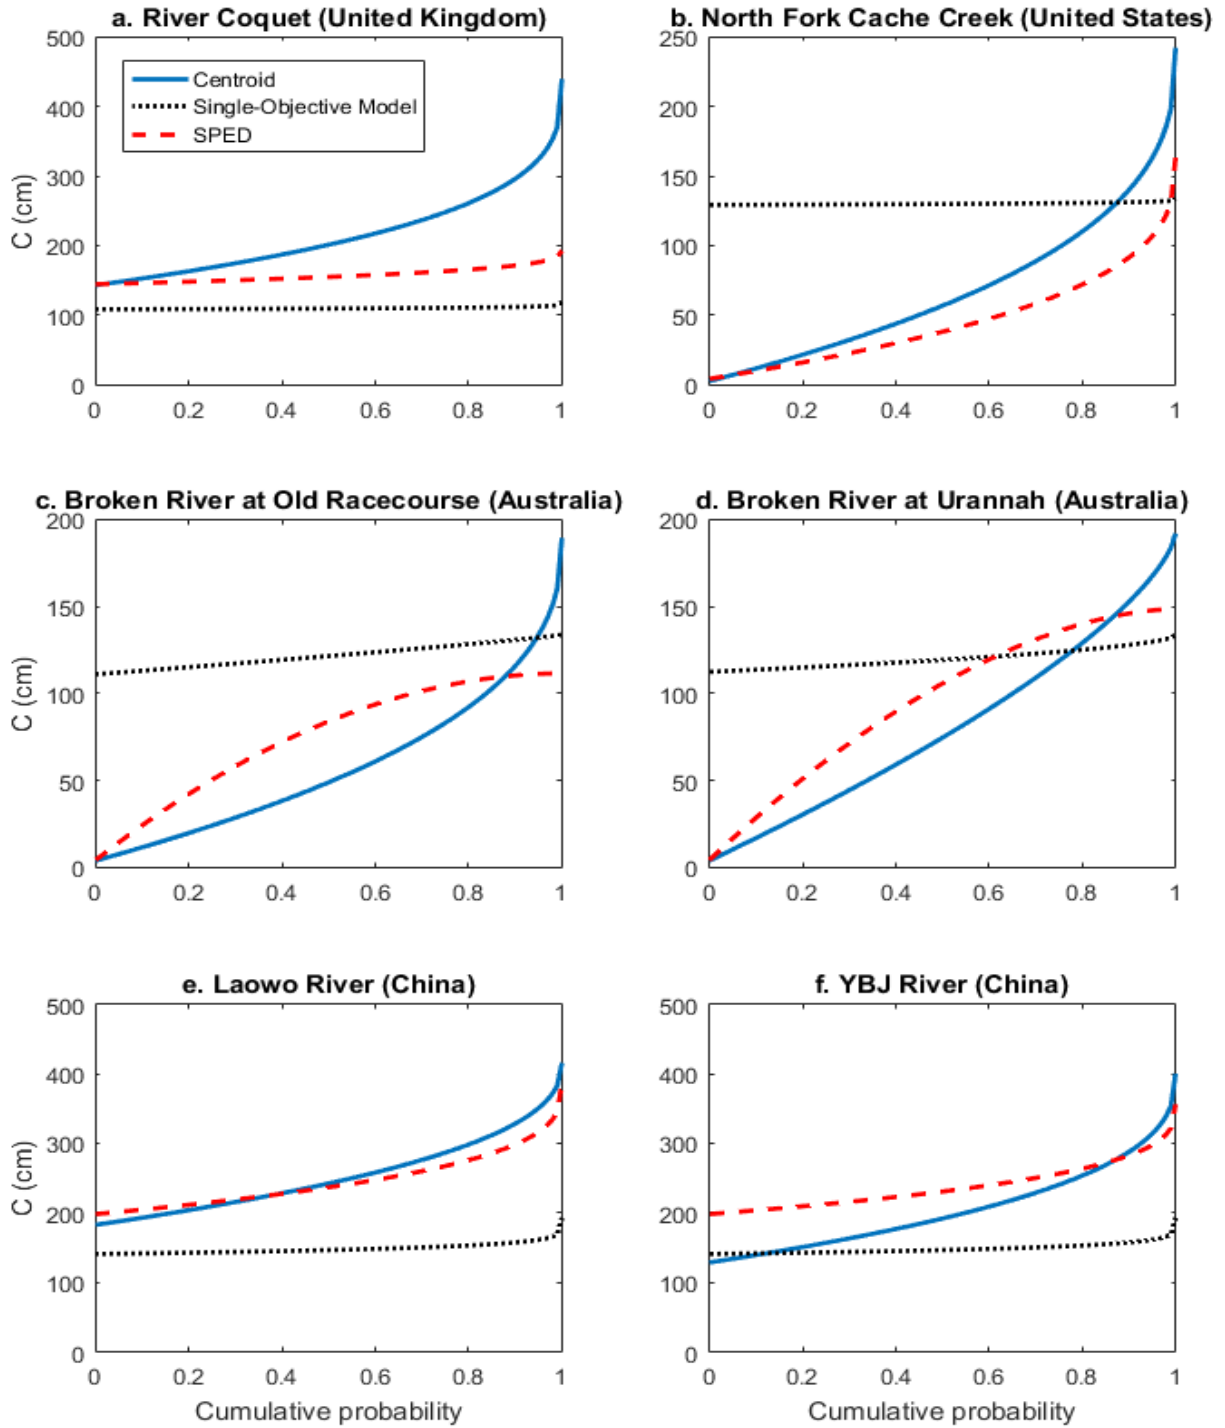 a. River Coquet (United Kingdom)
500
400
300
200
100
0
C (cm)
Centroid
Single-Objective Model
SPED
0 0.2 0.4 0.6 0.8 1
b. North Fork Cache Creek (United States)
250
200
150
100
50
0
0 0.2 0.4 0.6 0.8 1
c. Broken River at Old Racecourse (Australia)
200
150
100
50
0
C (cm)
0 0.2 0.4 0.6 0.8 1
d. Broken River at Urannah (Australia)
200
150
100
50
0
0 0.2 0.4 0.6 0.8 1
e. Laowo River (China)
500
400
300
200
100
0
C (cm)
0 0.2 0.4 0.6 0.8 1
Cumulative probability
f. YBJ River (China)
500
400
300
200
100
0
0 0.2 0.4 0.6 0.8 1
Cumulative probability